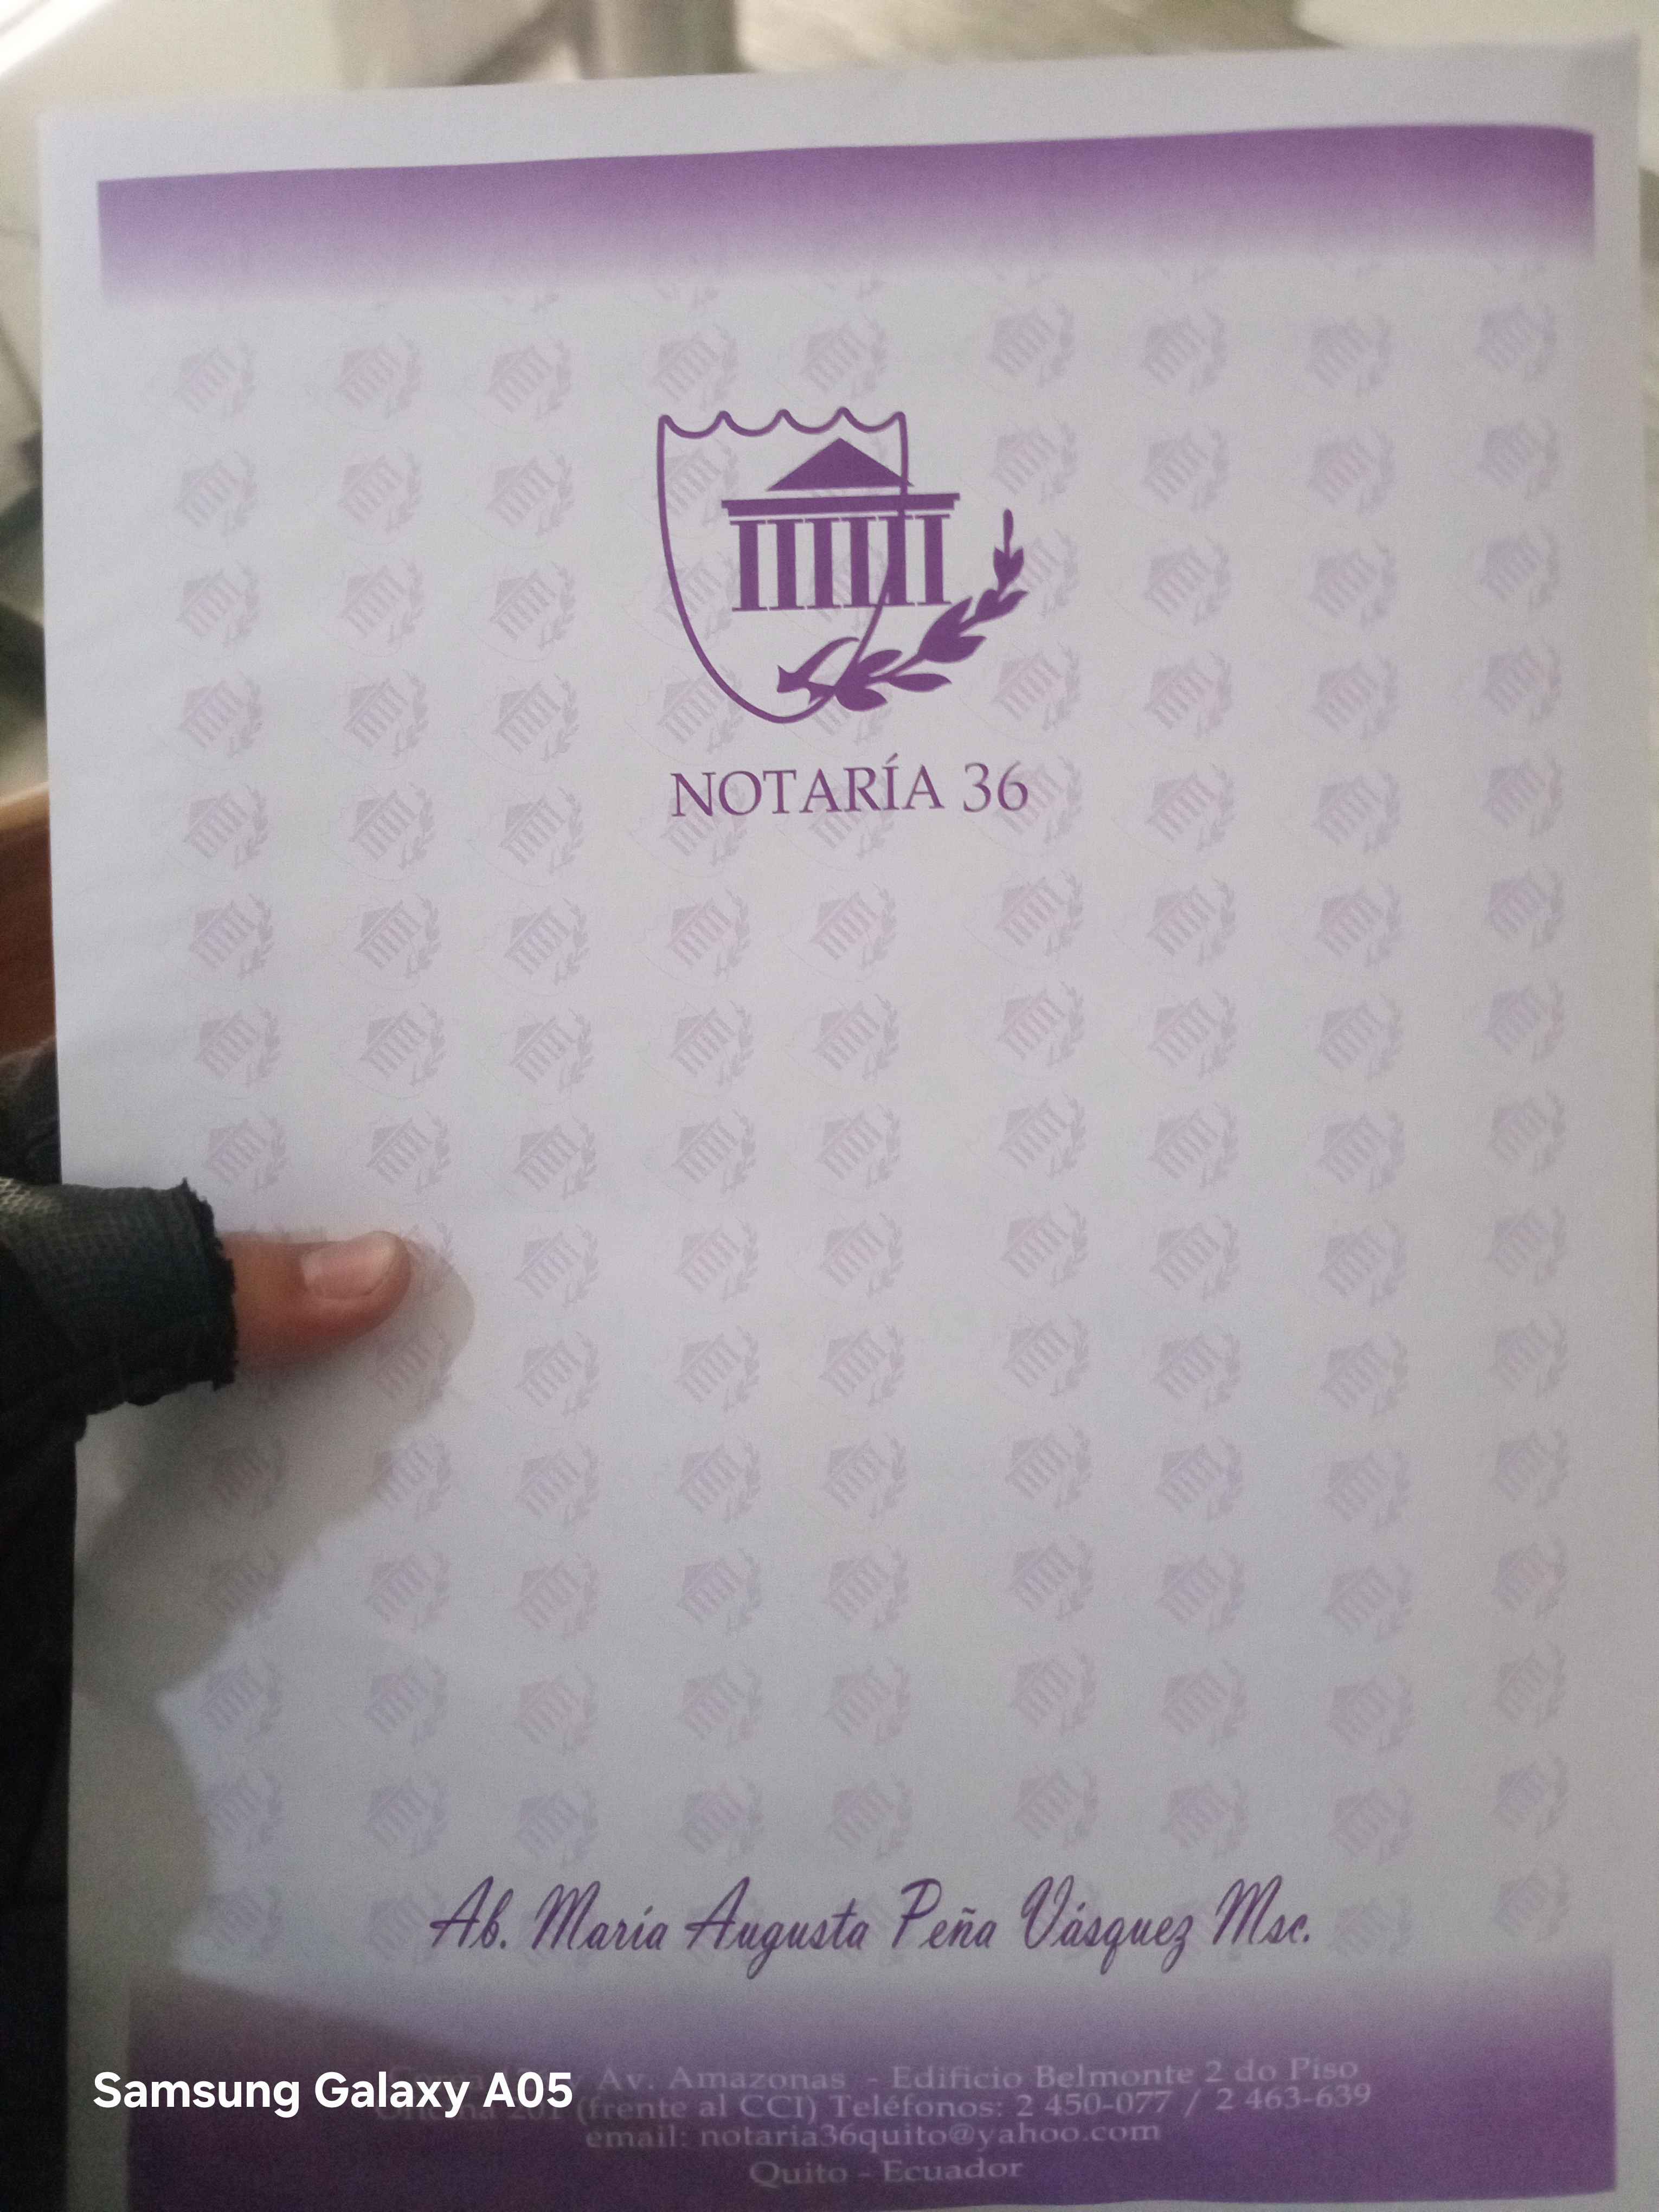 NOTARÍA 36
Ab. María Augusta Peña Vásquez Msc.
Av. Amazonas - Edificio Belmonte 2 do Piso
(frente al CCI) Teléfonos: 2 450-077 / 2 463-639
email: notaria36quito@yahoo.com
Quito - Ecuador
Samsung Galaxy A05